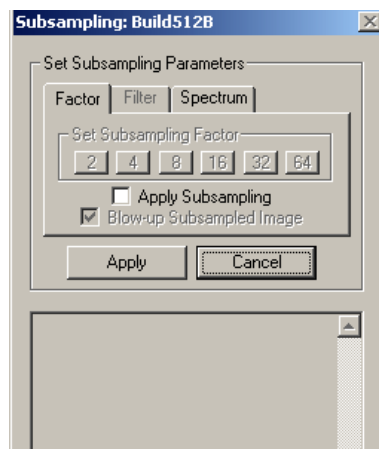 Subsampling: Build512B
Set Subsampling Parameters
Factor Filter Spectrum
Set Subsampling Factor
2 4 8 16 32 64
Apply Subsampling
Blow-up Subsampled Image
Apply Cancel